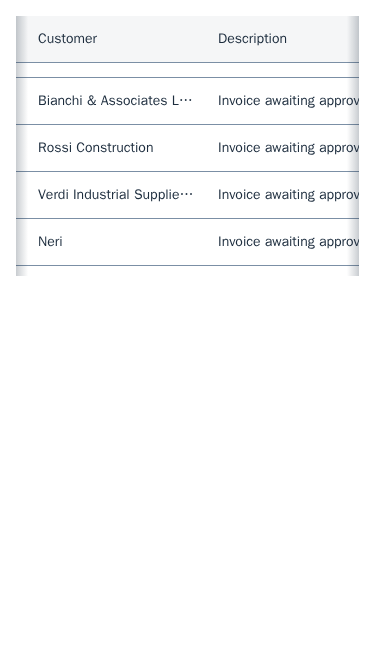 Customer Description
Bianchi & Associates L··· Invoice awaiting approv
Rossi Construction Invoice awaiting approv
Verdi Industrial Supplie··· Invoice awaiting approv
Neri Invoice awaiting approv